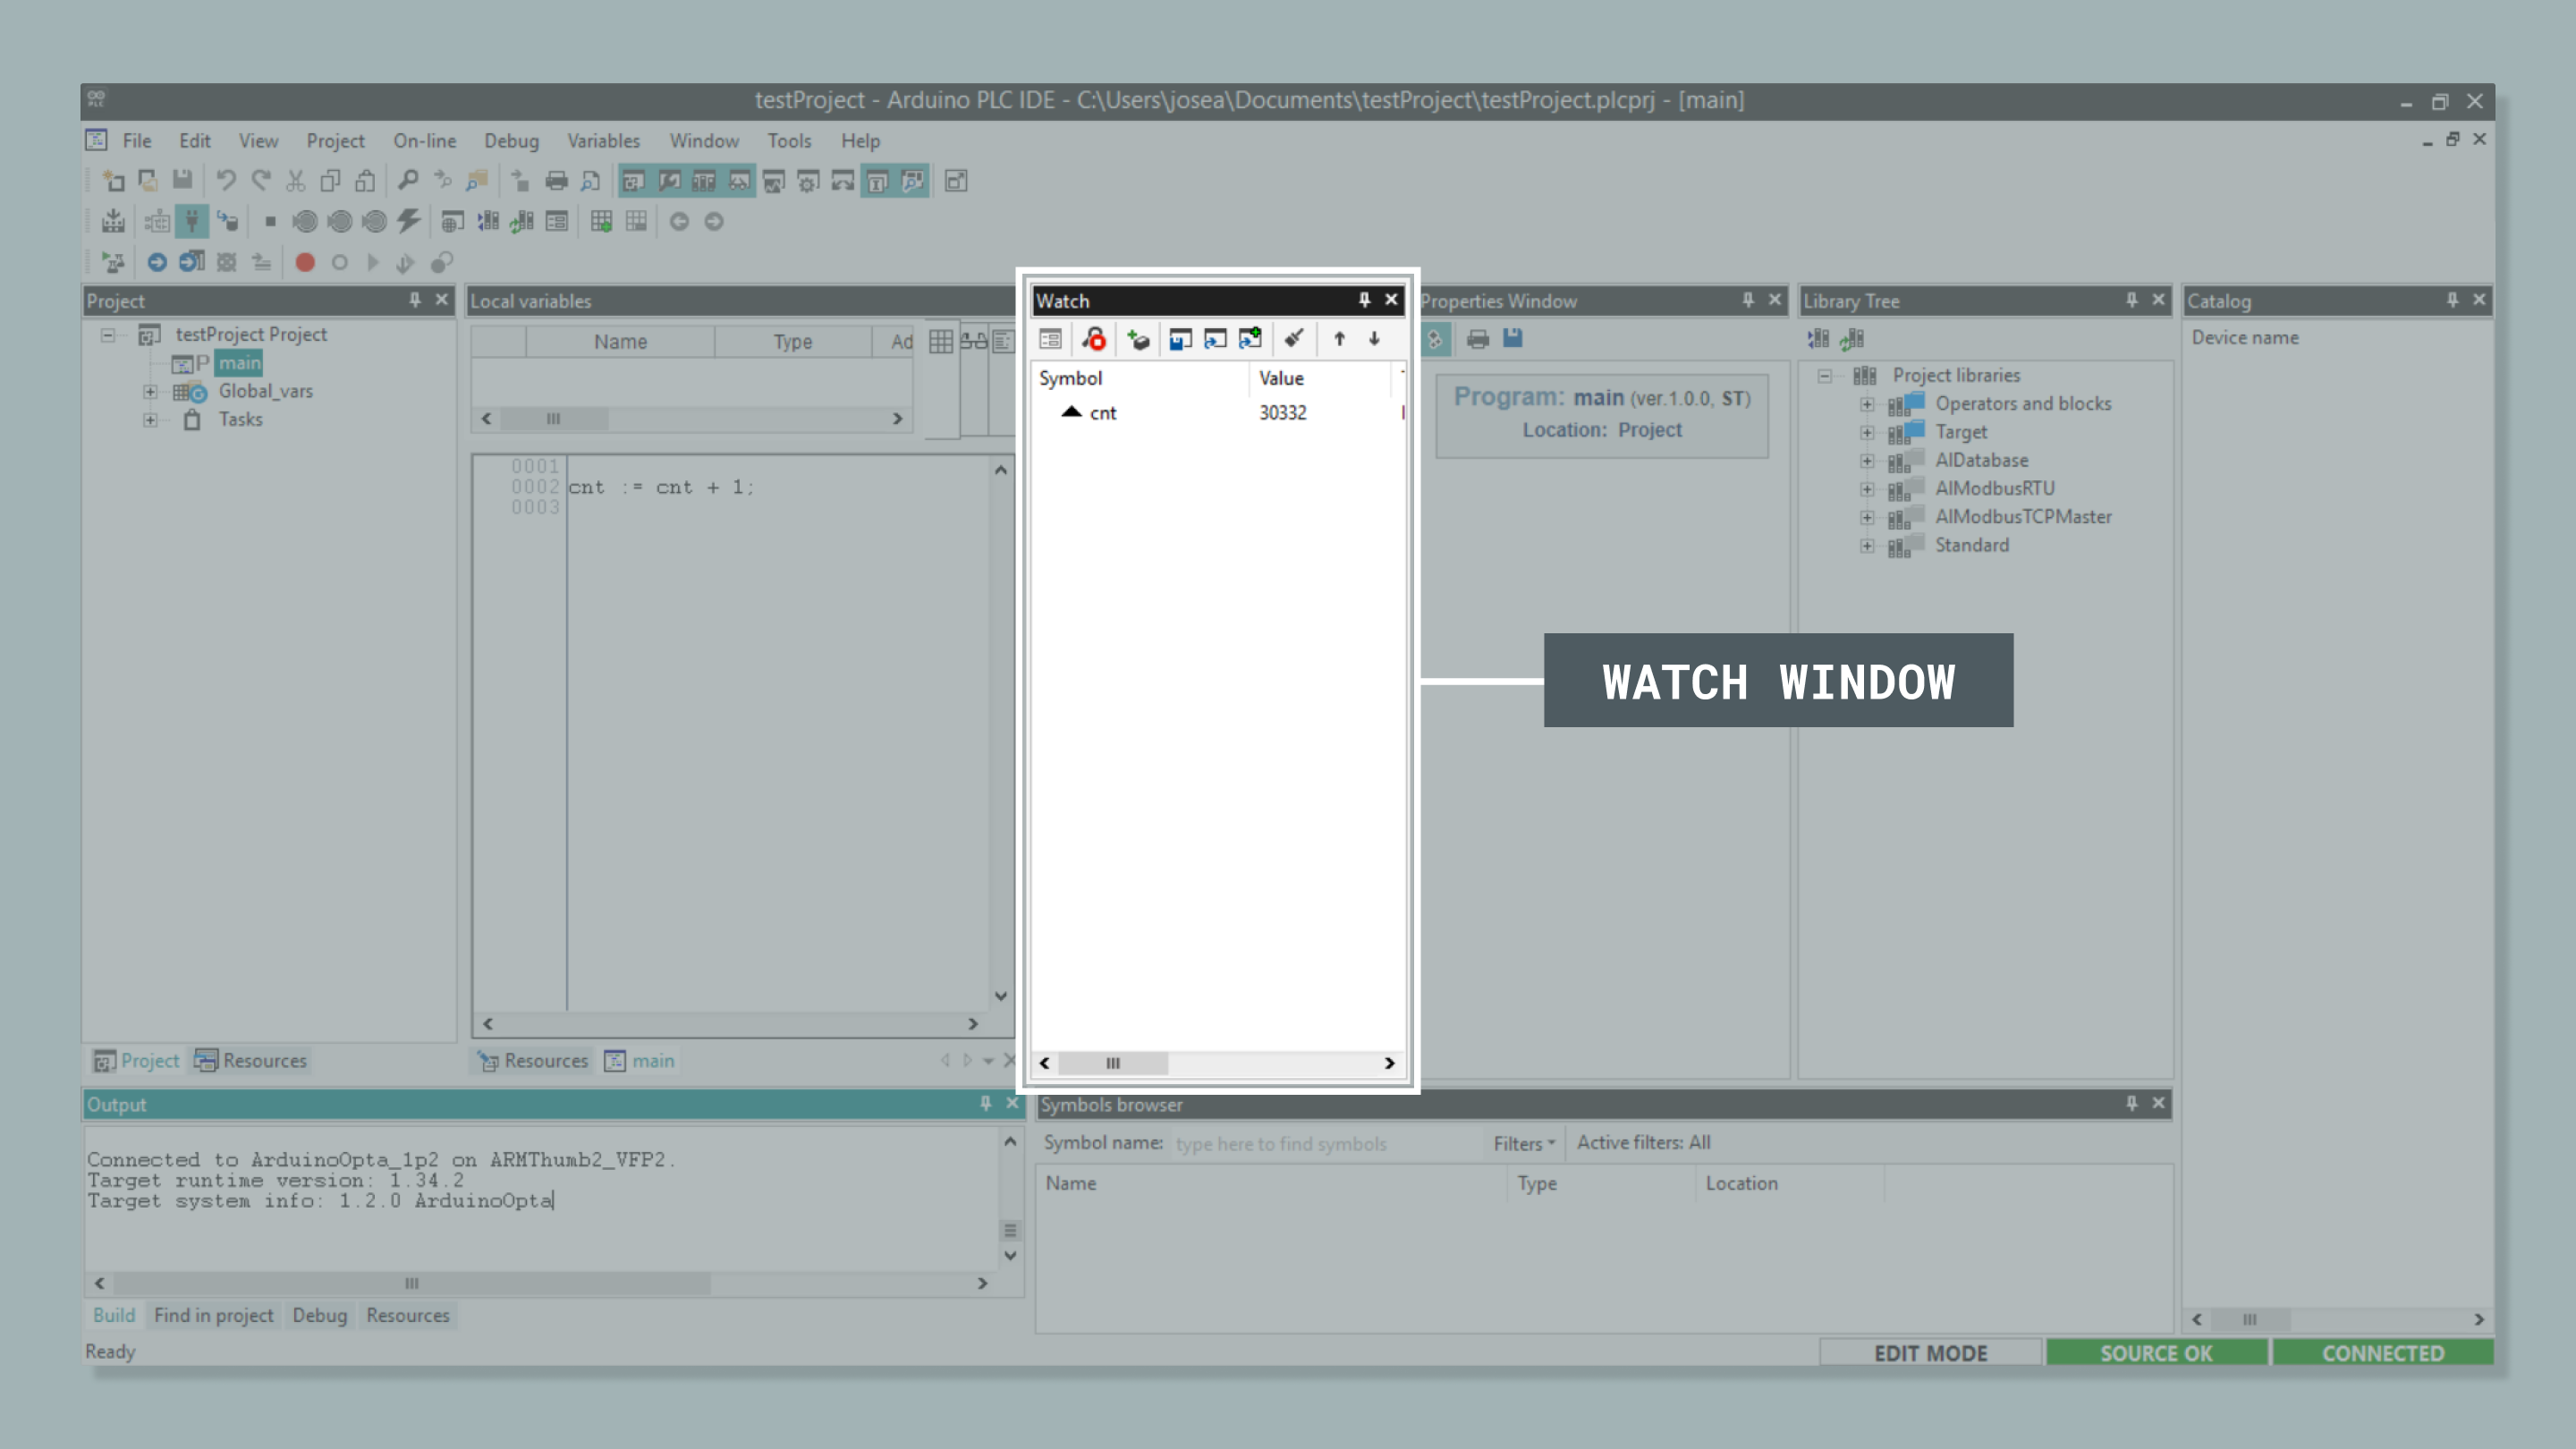 testProject - Arduino PLC IDE - C:\Users\josea\Documents\testProject\testProject.plcprj - [main]
File Edit View Project On-line Debug Variables Window Tools Help
Project
testProject Project
P main
Global_vars
Tasks
Project Resources
Local variables
Name Type Ad
0001
0002 cnt := cnt + 1;
0003
Resources main
Watch
Symbol Value
cnt 30332
WATCH WINDOW
Properties Window
Program: main (ver.1.0.0, ST)
Location: Project
Library Tree
Project libraries
Operators and blocks
Target
AlDatabase
AlModbusRTU
AlModbusTCPMaster
Standard
Catalog
Device name
Output
Connected to ArduinoOpta_1p2 on ARMThumb2_VFP2.
Target runtime version: 1.34.2
Target system info: 1.2.0 ArduinoOpta
Build Find in project Debug Resources
Symbols browser
Symbol name: type here to find symbols Filters Active filters: All
Name Type Location
Ready
EDIT MODE SOURCE OK CONNECTED